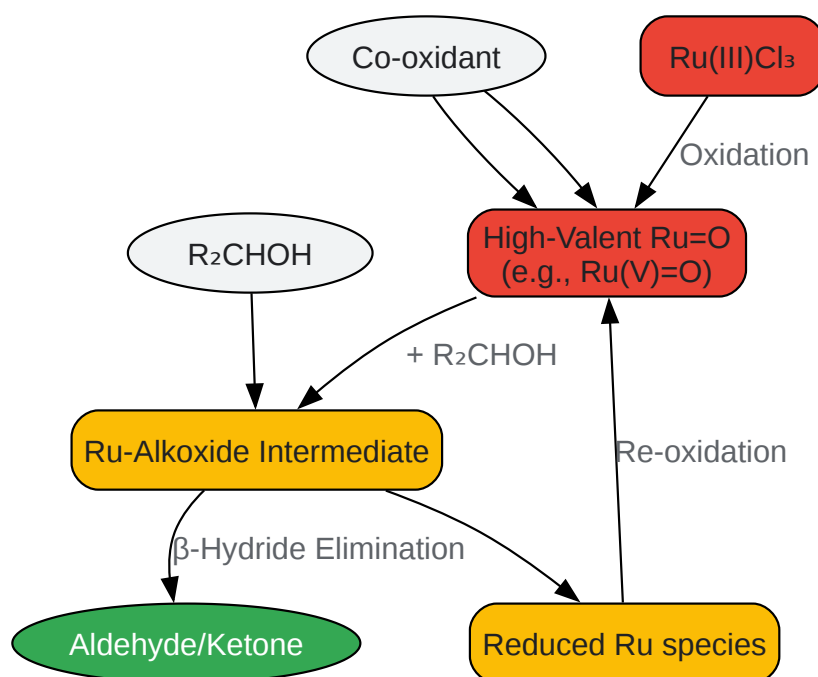 Co-oxidant
Ru(III)Cl₃
Oxidation
High-Valent Ru=O
(e.g., Ru(V)=O)
R₂CHOH
+ R₂CHOH
Ru-Alkoxide Intermediate
Re-oxidation
β-Hydride Elimination
Aldehyde/Ketone
Reduced Ru species